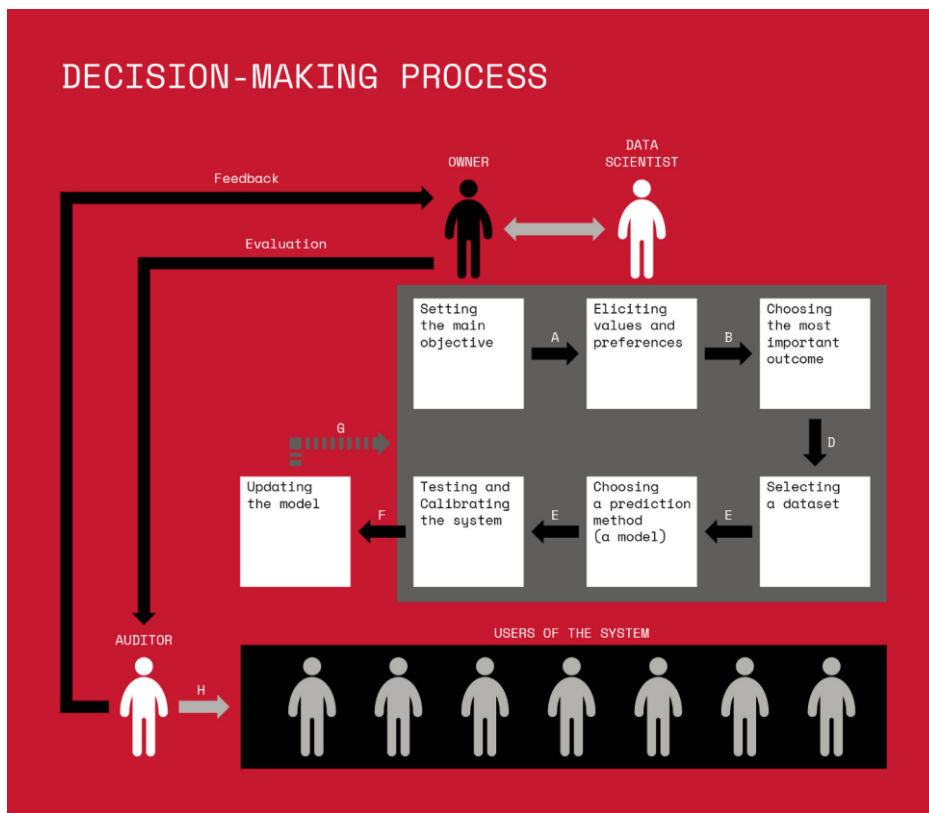 DECISION-MAKING PROCESS
DATA
SCIENTIST
OWNER
Feedback
Evaluation
Setting
the main
objective
A
Eliciting
values and
preferences
B
Choosing
the most
important
outcome
D
G
Updating
the model
F
Testing and
Calibrating
the system
E
Choosing
a prediction
method
(a model)
E
Selecting
a dataset
USERS OF THE SYSTEM
AUDITOR
H